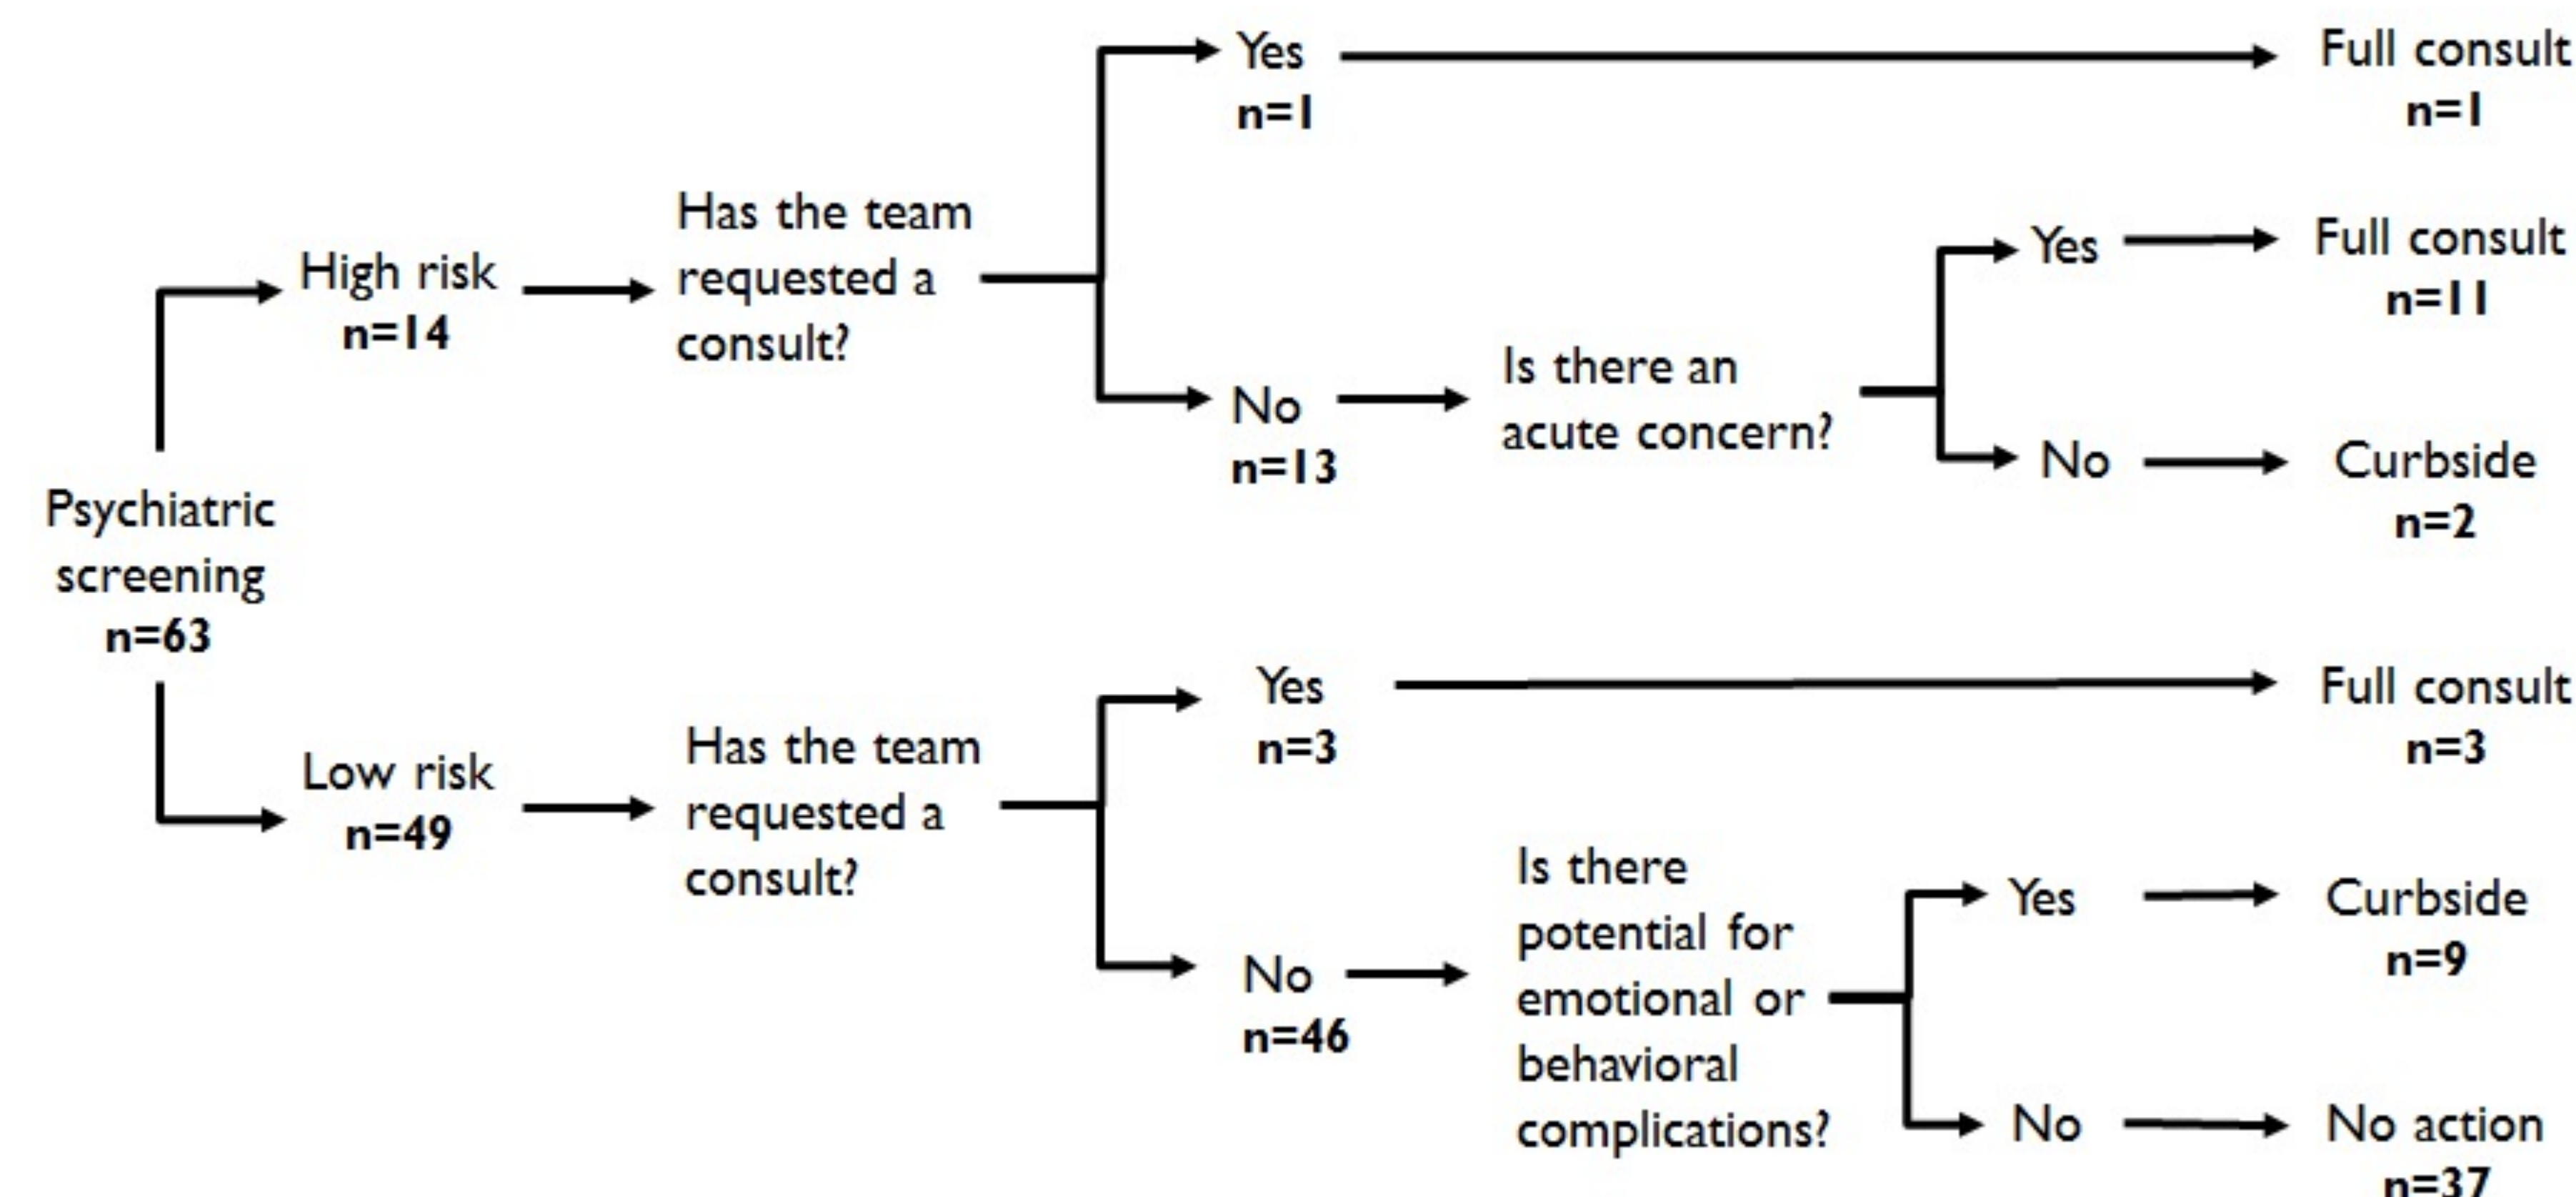 Psychiatric
screening
n=63
High risk
n=14
Has the team
requested a
consult?
Yes
n=1
Full consult
n=1
No
n=13
Is there an
acute concern?
Yes
Full consult
n=11
No
Curbside
n=2
Low risk
n=49
Has the team
requested a
consult?
Yes
n=3
Full consult
n=3
No
n=46
Is there
potential for
emotional or
behavioral
complications?
Yes
Curbside
n=9
No
No action
n=37